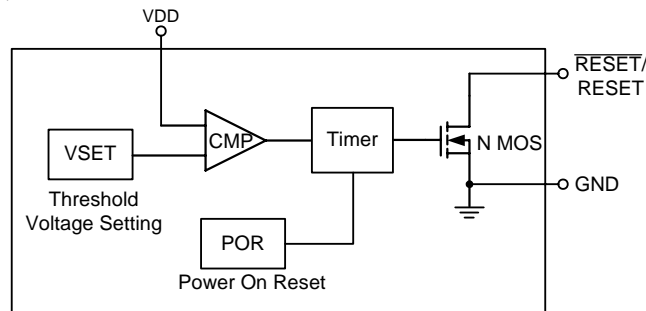 VDD
RESET/
RESET
CMP
Timer
N MOS
VSET
GND
Threshold
Voltage Setting
POR
Power On Reset